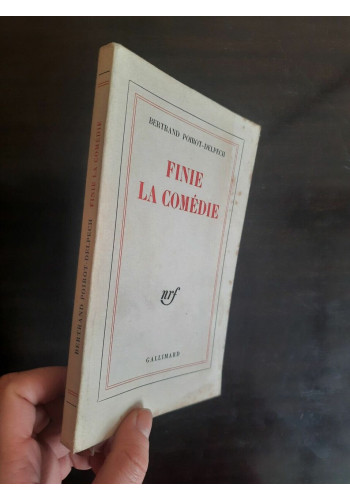 BERTRAND POIROT-DELPECH
FINIE
LA COMÉDIE
nrf
GALLIMARD
BERTRAND POIROT-DELPECH FINIE LA COMÉDIE